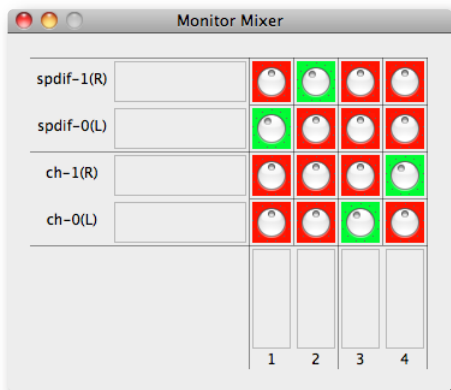 Monitor Mixer
spdif-1(R)
spdif-0(L)
ch-1(R)
ch-0(L)
1 2 3 4